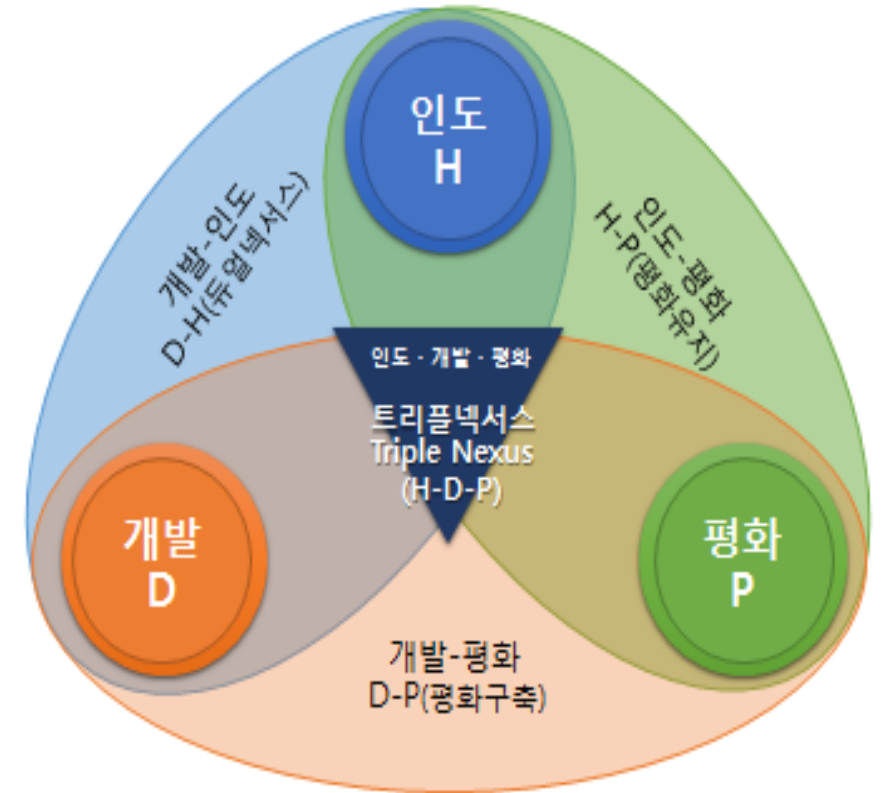 인도
H
개발-인도
D-H(듀얼넥서스)
인도-평화
H-P(평화유지)
인도 - 개발 - 평화
트리플넥서스
Triple Nexus
(H-D-P)
개발
D
평화
P
개발-평화
D-P(평화구축)